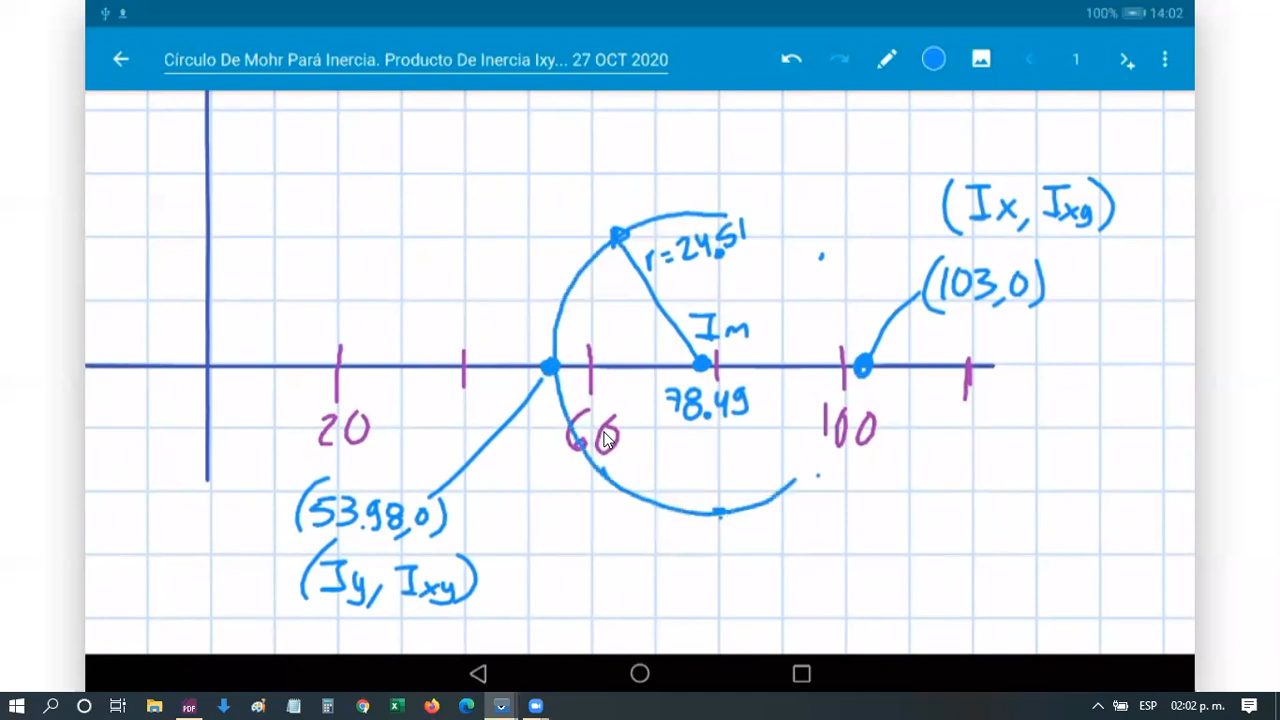 100% 14:02
Círculo De Mohr Pará Inercia. Producto De Inercia Ixy... 27 OCT 2020
1
(Ix, Ixy)
r=24.51
(103,0)
Im
78.49
20
60
100
(53.98,0)
(Iy, Ixy)
ESP 02:02 p. m.